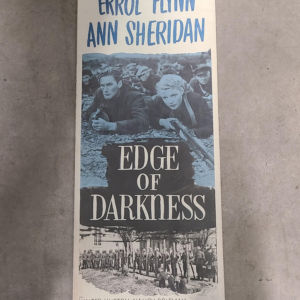 ERROL FLYNN
ANN SHERIDAN
EDGE
OF
DARKNESS